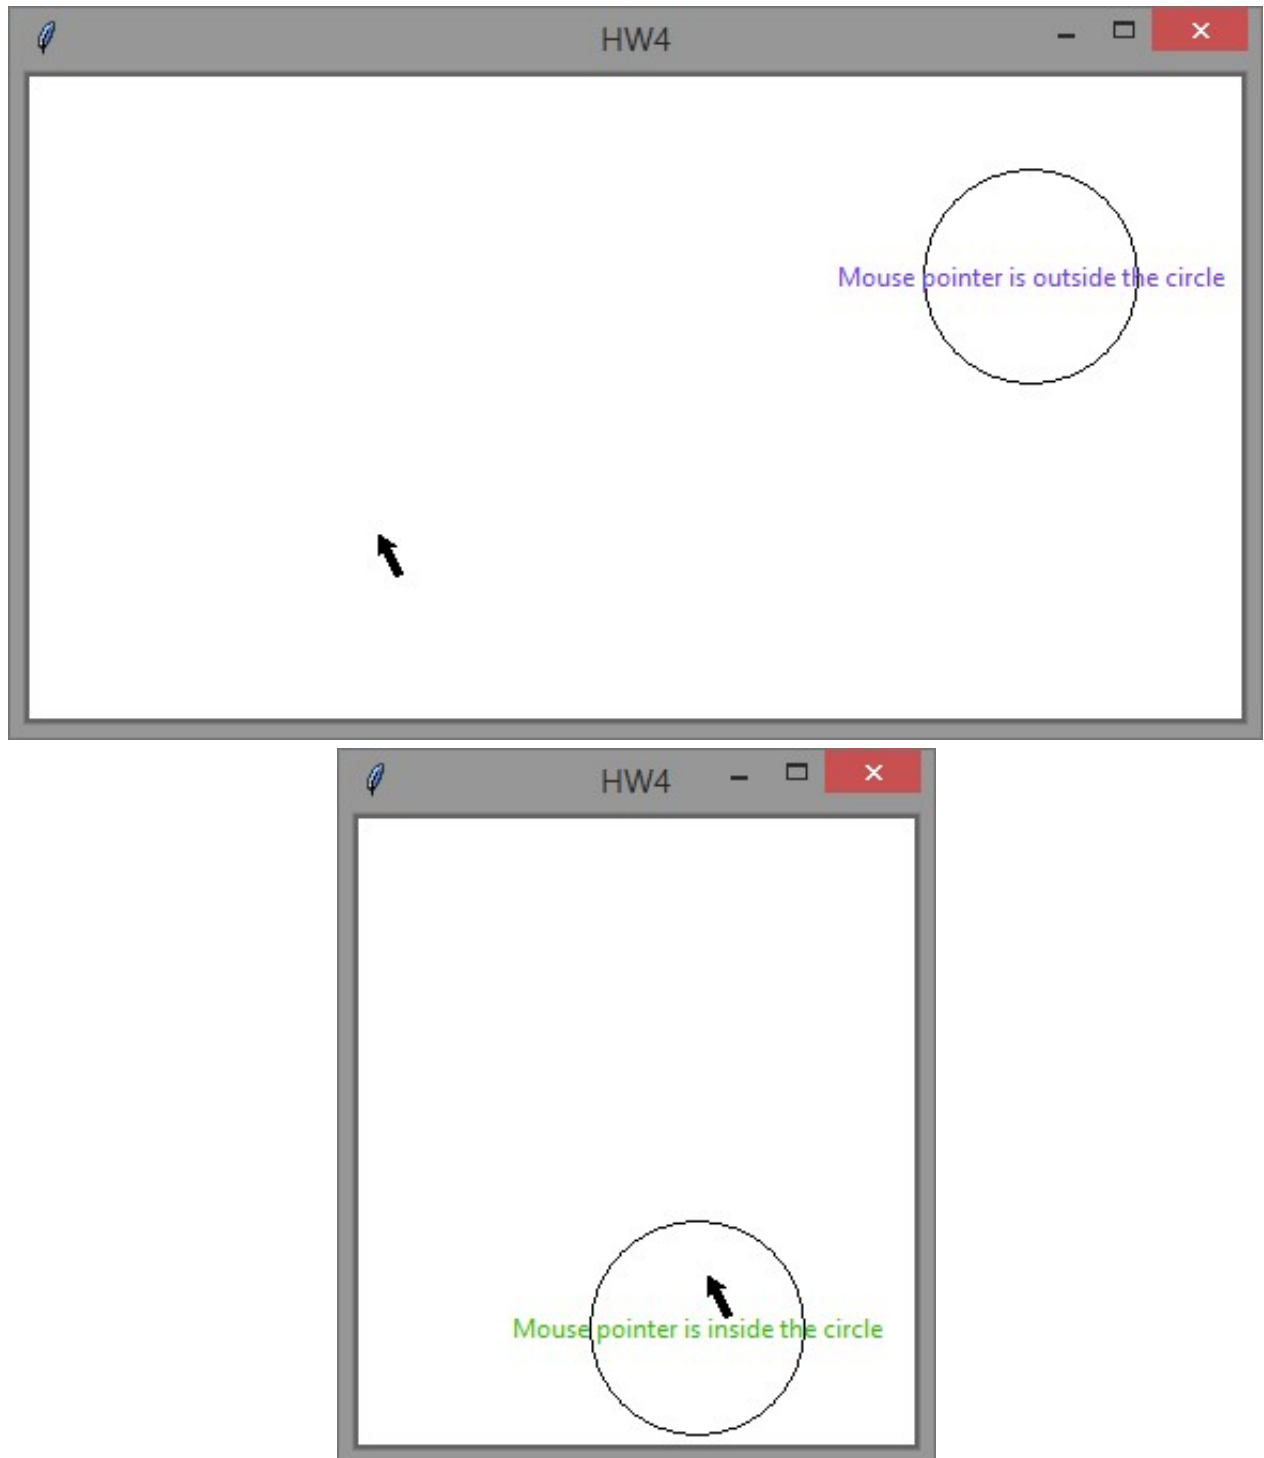 HW4
Mouse pointer is outside the circle
HW4
Mouse pointer is inside the circle